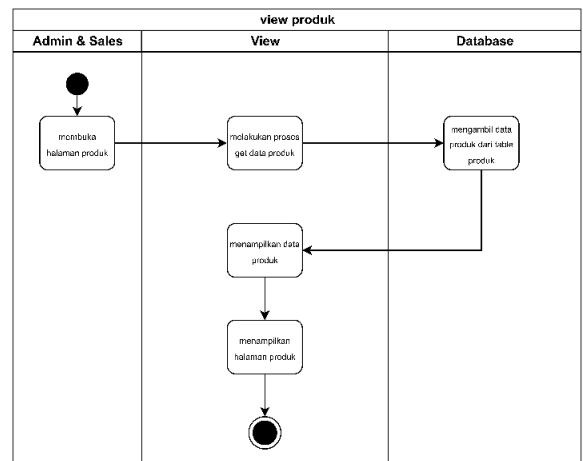 view produk
Admin & Sales
View
Database
membuka
halaman produk
melakukan proses
get data produk
mengambil data
produk dari table
produk
menampilkan data
produk
menampilkan
halaman produk